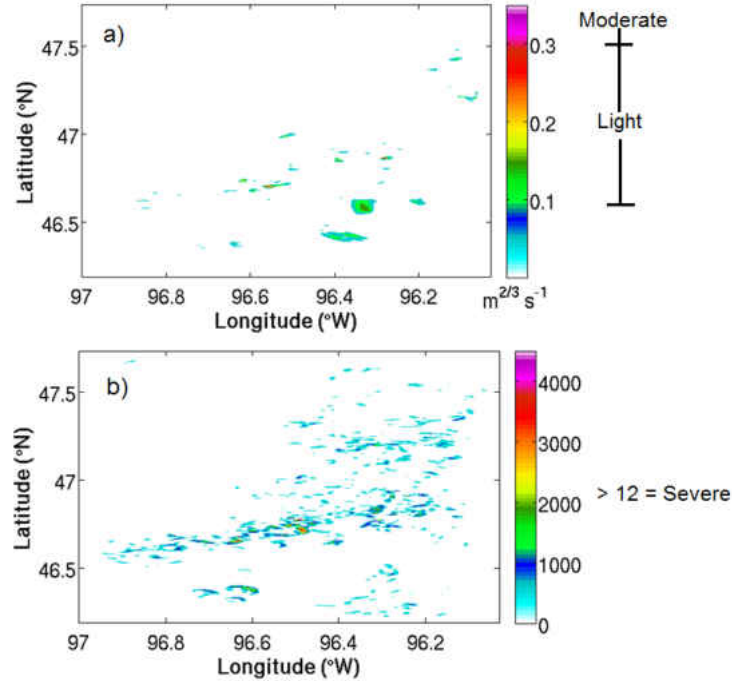 a)
47.5
47
46.5
Latitude (°N)
97 96.8 96.6 96.4 96.2
Longitude (°W)
0.3
0.2
0.1
m2/3 s-1
Moderate
Light
b)
47.5
47
46.5
Latitude (°N)
97 96.8 96.6 96.4 96.2
Longitude (°W)
4000
3000
2000
1000
0
> 12 = Severe